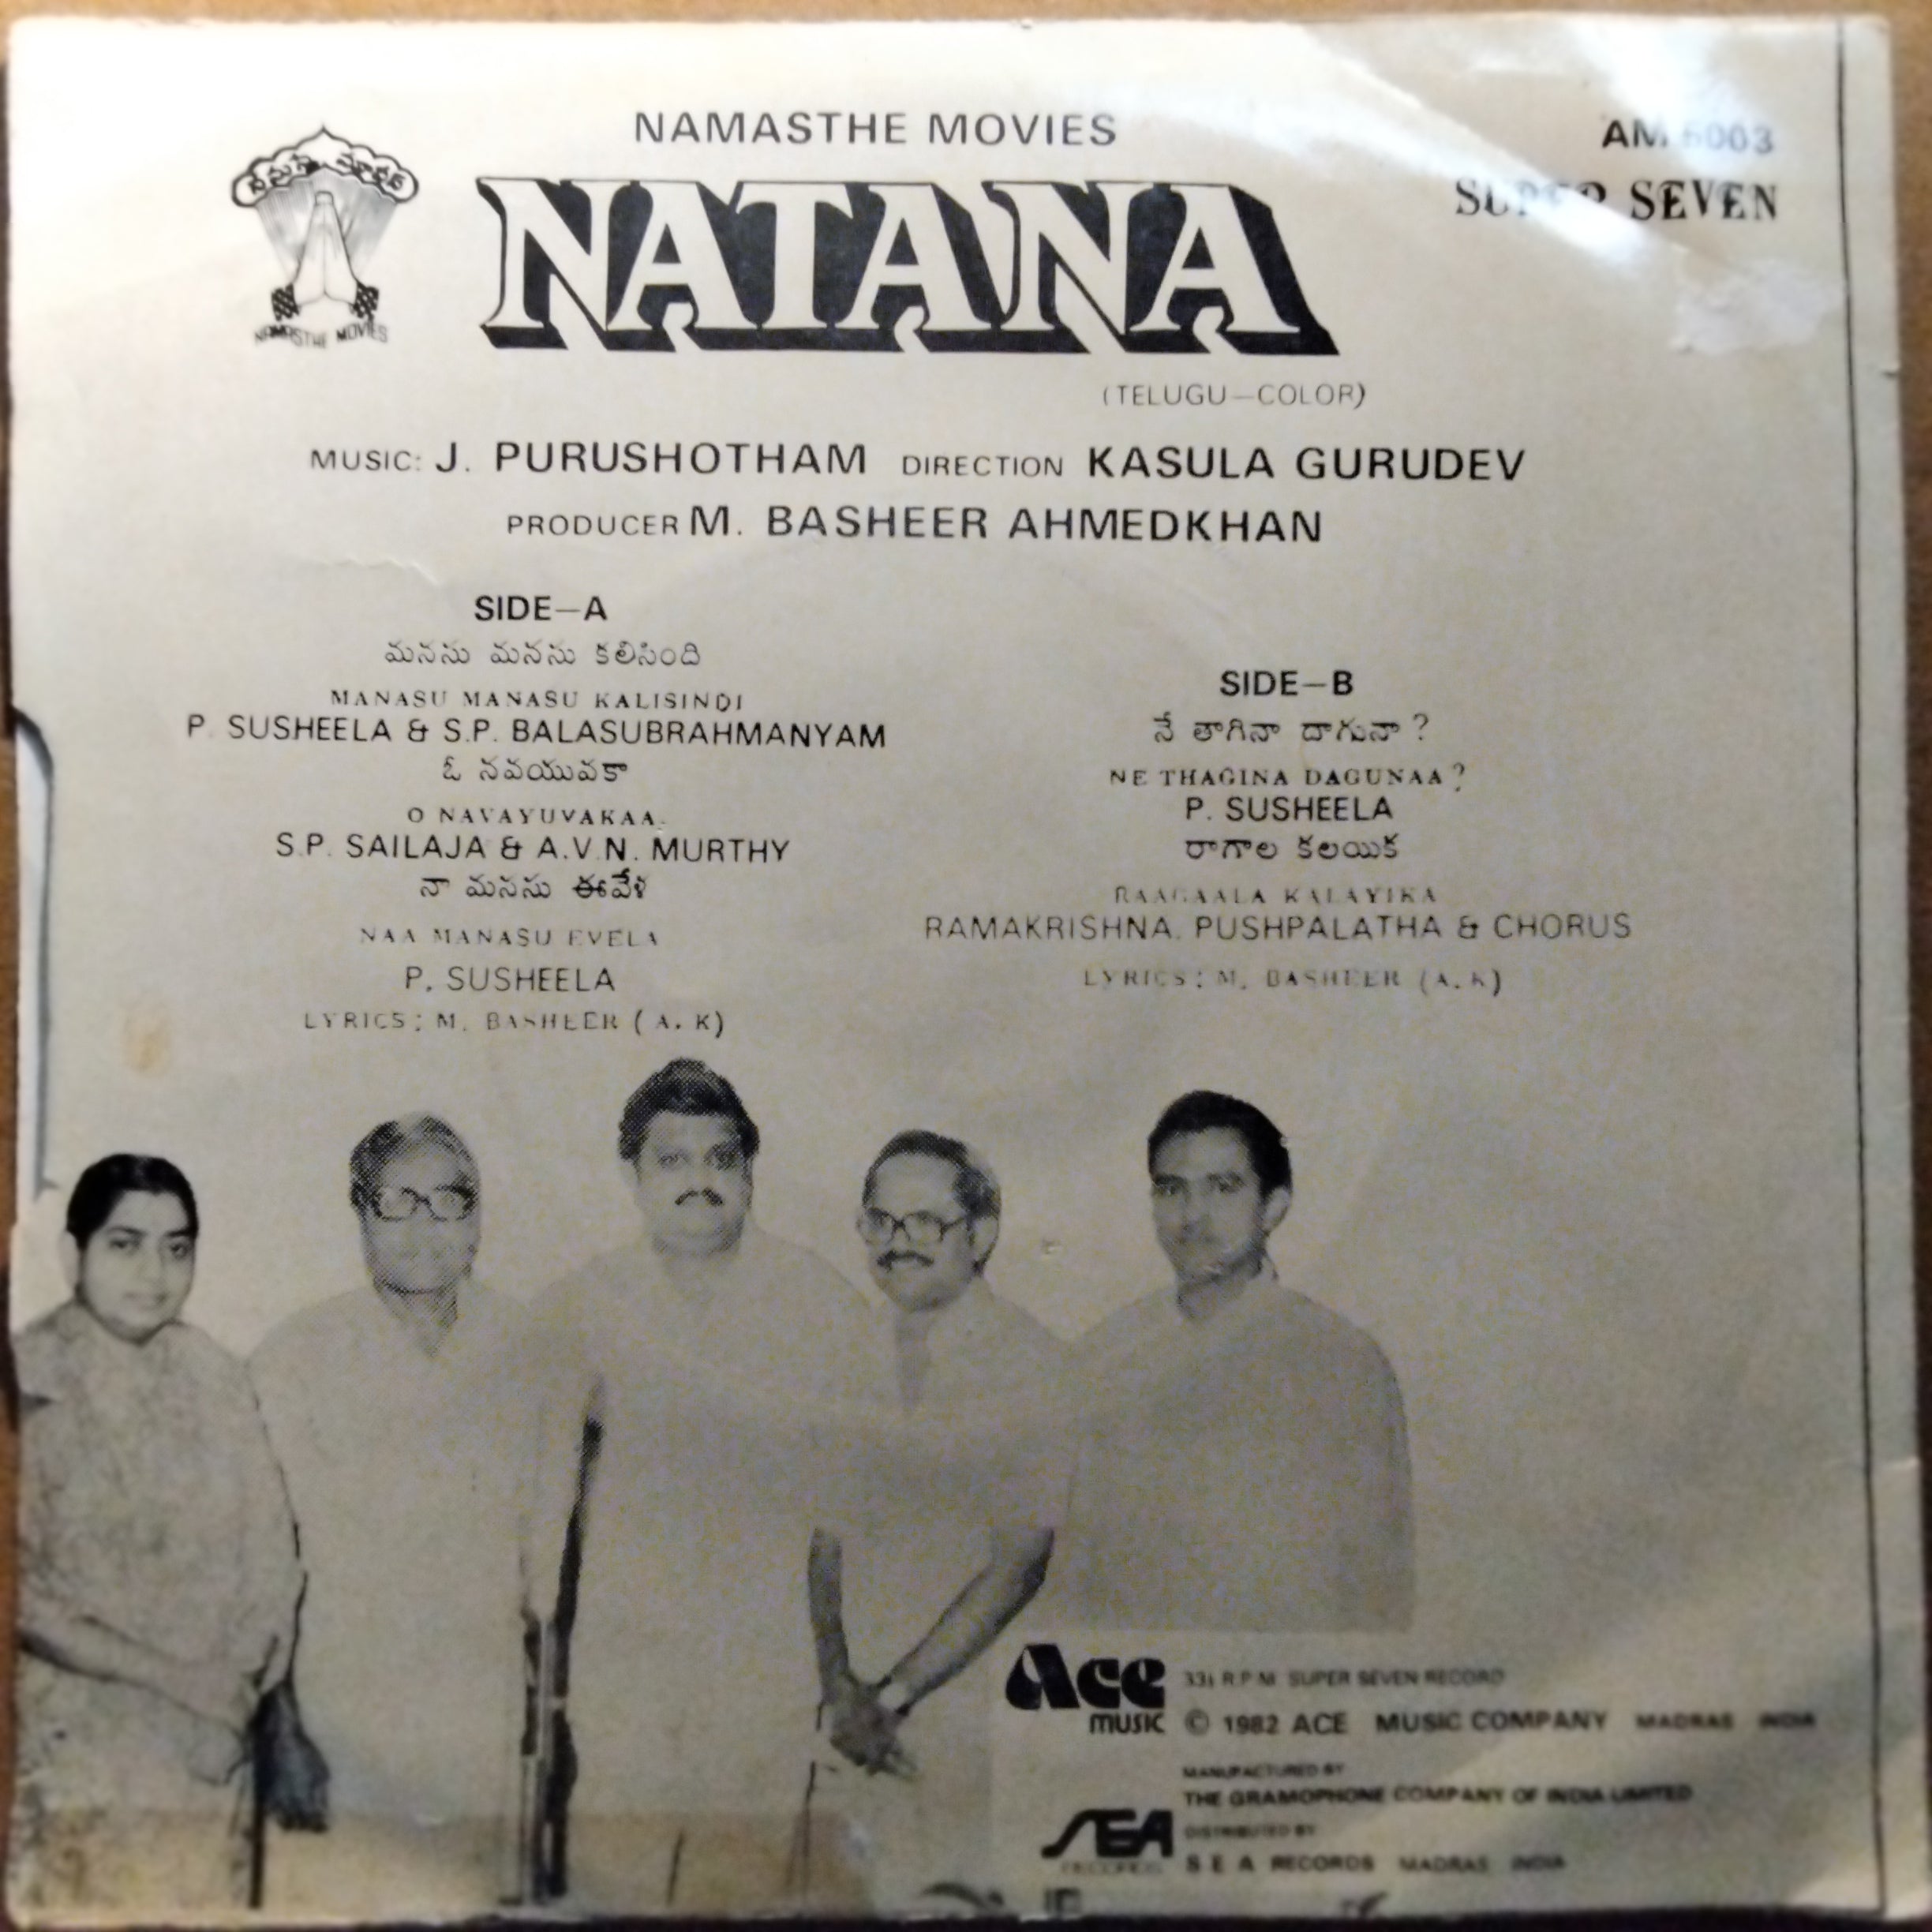 NAMASTHE MOVIES
AM 6003
SUPER SEVEN
NAMASTHE MOVIES
NATANA
(TELUGU—COLOR)
MUSIC: J. PURUSHOTHAM DIRECTION KASULA GURUDEV
PRODUCER M. BASHEER AHMEDKHAN
SIDE—A
మనసు మనసు కలిసింది
MANASU MANASU KALISINDI
P. SUSHEELA & S.P. BALASUBRAHMANYAM
ఓ నవయువకా
O NAVAYUVAKAA.
S.P. SAILAJA & A.V.N. MURTHY
నా మనసు ఈవేళ
NAA MANASU EVELA
P. SUSHEELA
LYRICS: M. BASHEER (A. K)
SIDE—B
నే తాగినా దాగునా ?
NE THAGINA DAGUNAA ?
P. SUSHEELA
రాగాల కలయిక
RAAGAALA KALAYIKA
RAMAKRISHNA. PUSHPALATHA & CHORUS
LYRICS: M. BASHEER (A. K)
Ace MUSIC
33⅓ R.P.M. SUPER SEVEN RECORD
© 1982 ACE MUSIC COMPANY MADRAS INDIA
MANUFACTURED BY
THE GRAMOPHONE COMPANY OF INDIA LIMITED
DISTRIBUTED BY
SEA RECORDS
S E A RECORDS MADRAS INDIA